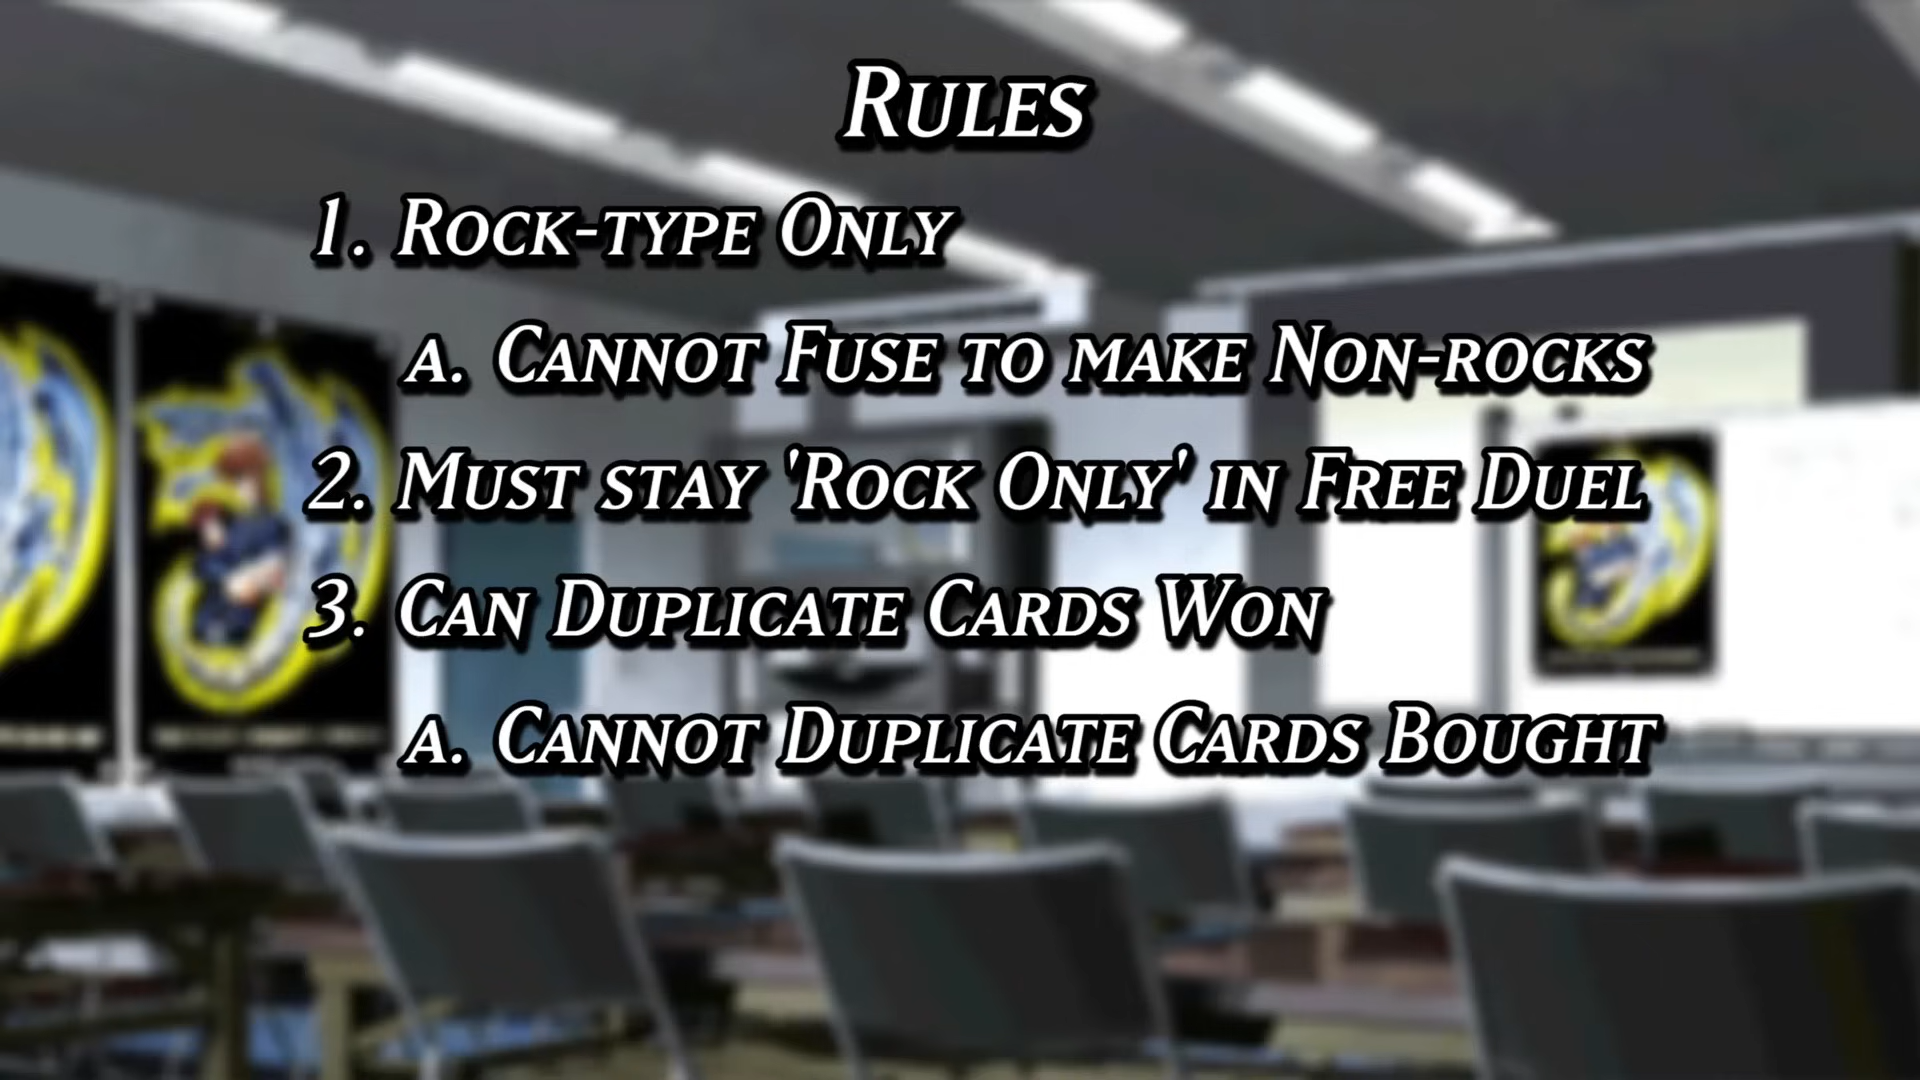 Rules
1. Rock-type Only
a. Cannot Fuse to make Non-rocks
2. Must stay 'Rock Only' in Free Duel
3. Can Duplicate Cards Won
a. Cannot Duplicate Cards Bought